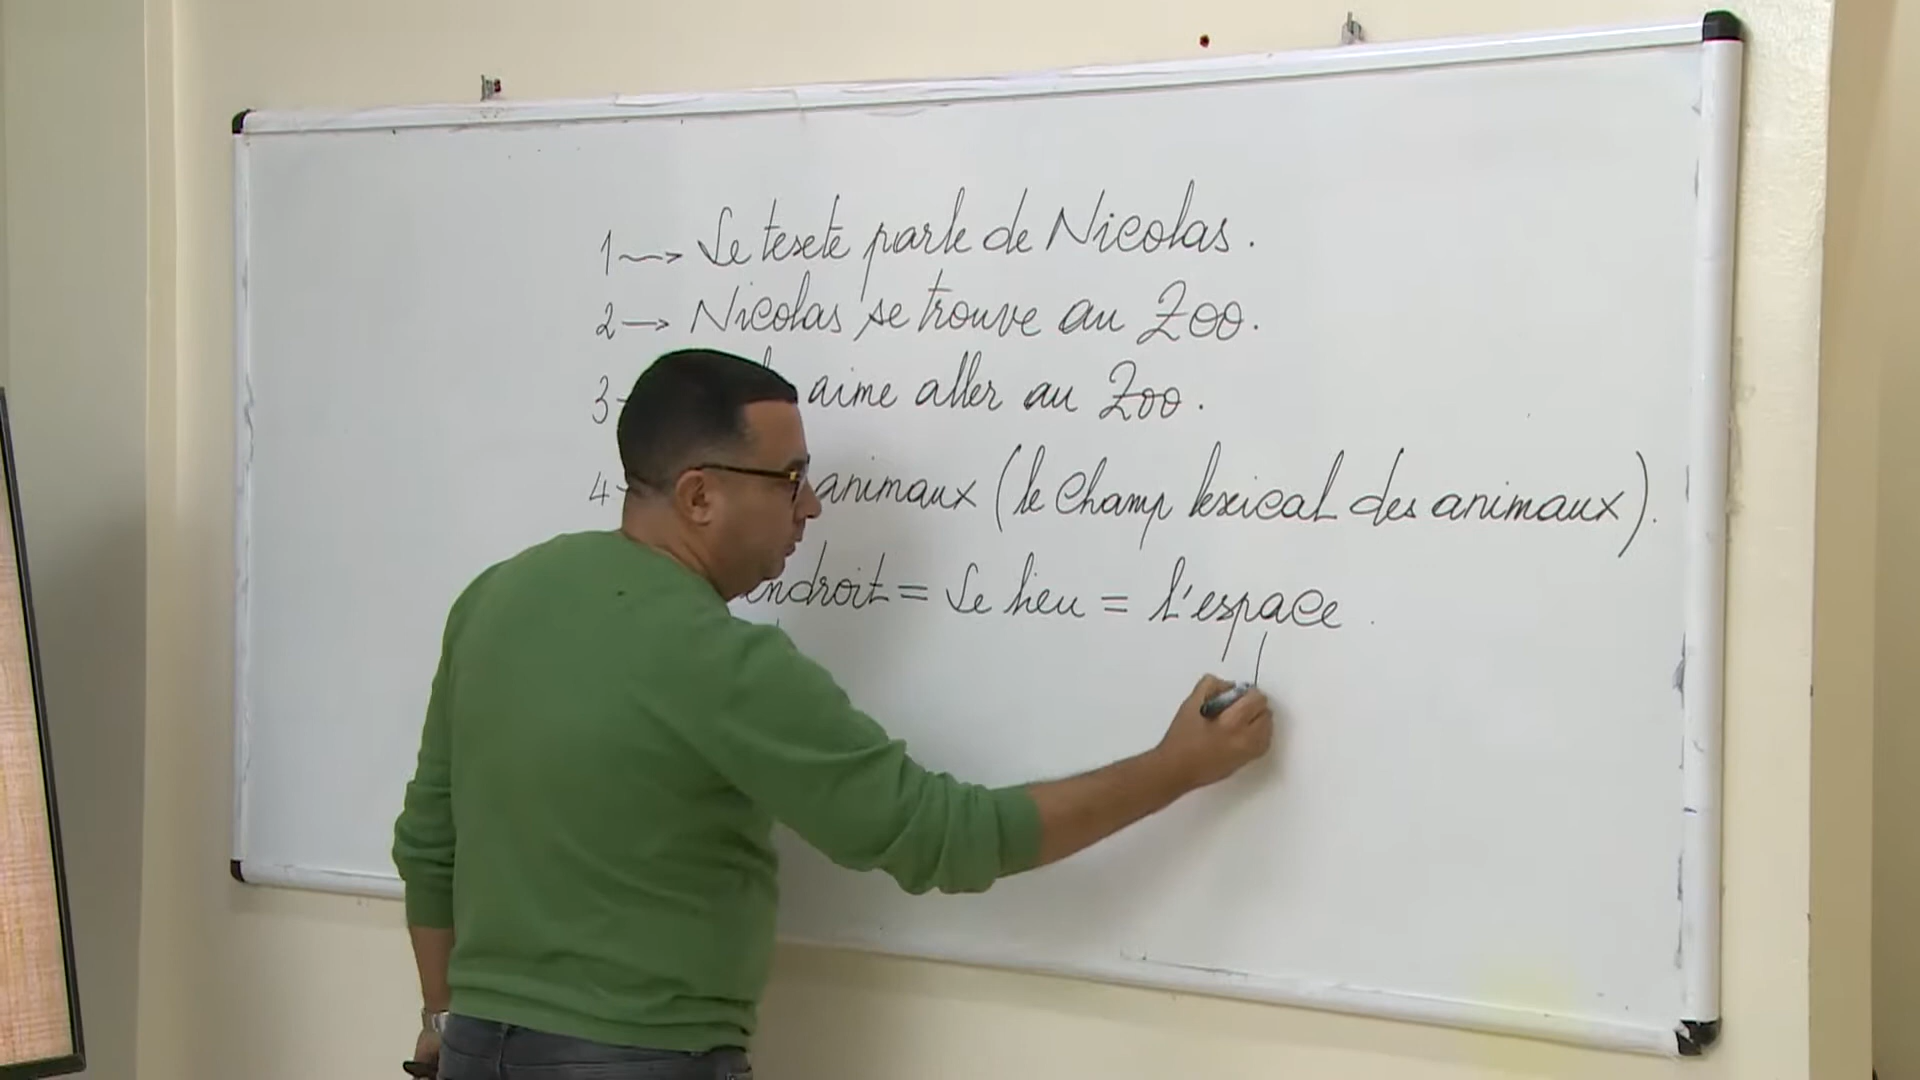 1 → Le texte parle de Nicolas.
2 → Nicolas se trouve au Zoo.
3 aime aller au Zoo.
4 animaux (le champ lexical des animaux).
endroit = Le lieu = l'espace